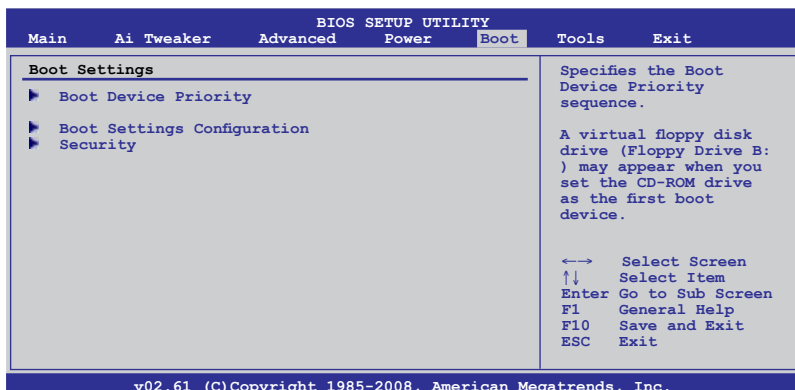 BIOS SETUP UTILITY
Main Ai Tweaker Advanced Power Boot Tools Exit
Boot Settings
Boot Device Priority
Boot Settings Configuration
Security
Specifies the Boot
Device Priority
sequence.
A virtual floppy disk
drive (Floppy Drive B:
) may appear when you
set the CD-ROM drive
as the first boot
device.
←→ Select Screen
↑↓ Select Item
Enter Go to Sub Screen
F1 General Help
F10 Save and Exit
ESC Exit
v02.61 (C)Copyright 1985-2008, American Megatrends, Inc.